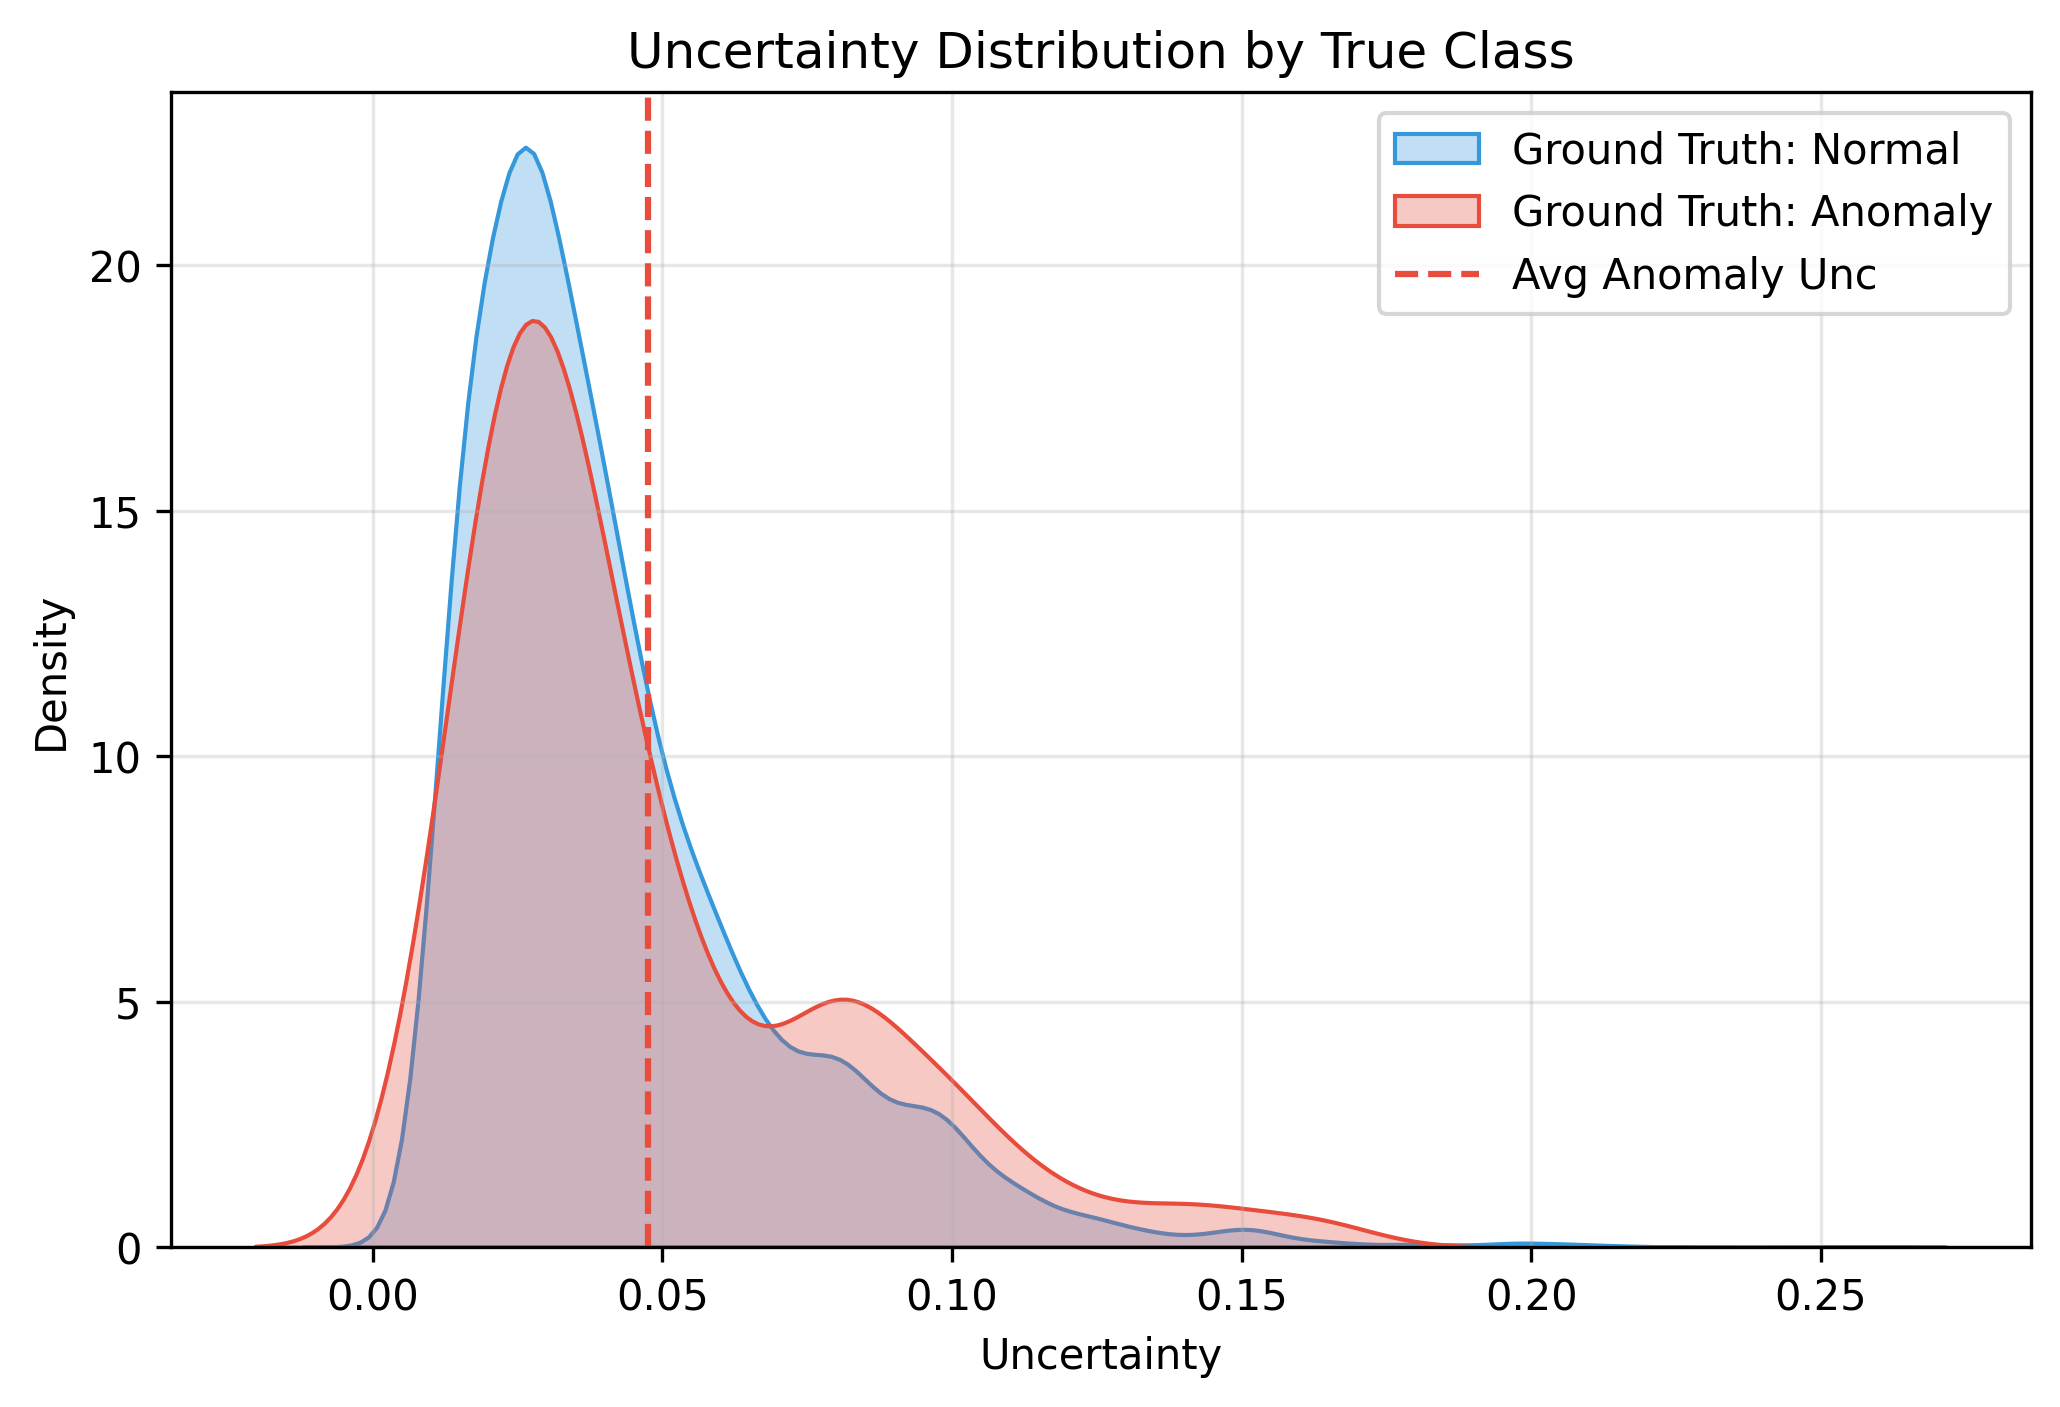 Uncertainty Distribution by True Class
Ground Truth: Normal
Ground Truth: Anomaly
Avg Anomaly Unc
Density
20
15
10
5
0
0.00 0.05 0.10 0.15 0.20 0.25
Uncertainty